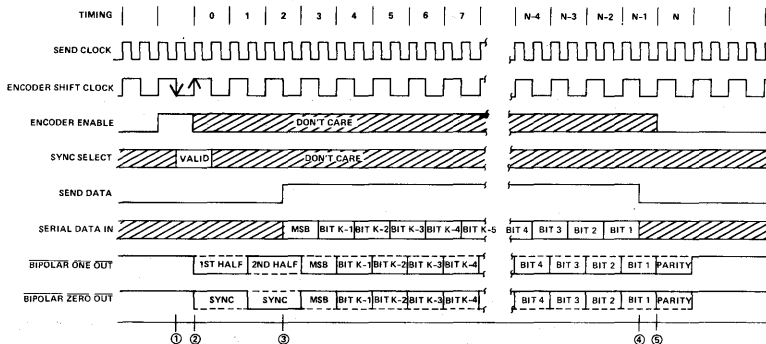 TIMING 0 1 2 3 4 5 6 7 N-4 N-3 N-2 N-1 N
SEND CLOCK
ENCODER SHIFT CLOCK
ENCODER ENABLE DON'T CARE
SYNC SELECT VALID DON'T CARE
SEND DATA
SERIAL DATA IN MSB BIT K-1 BIT K-2 BIT K-3 BIT K-4 BIT K-5 BIT 4 BIT 3 BIT 2 BIT 1
BIPOLAR ONE OUT 1ST HALF 2ND HALF MSB BIT K-1 BIT K-2 BIT K-3 BIT K-4 BIT 4 BIT 3 BIT 2 BIT 1 PARITY
BIPOLAR ZERO OUT SYNC SYNC MSB BIT K-1 BIT K-2 BIT K-3 BIT K-4 BIT 4 BIT 3 BIT 2 BIT 1 PARITY
① ② ③ ④ ⑤